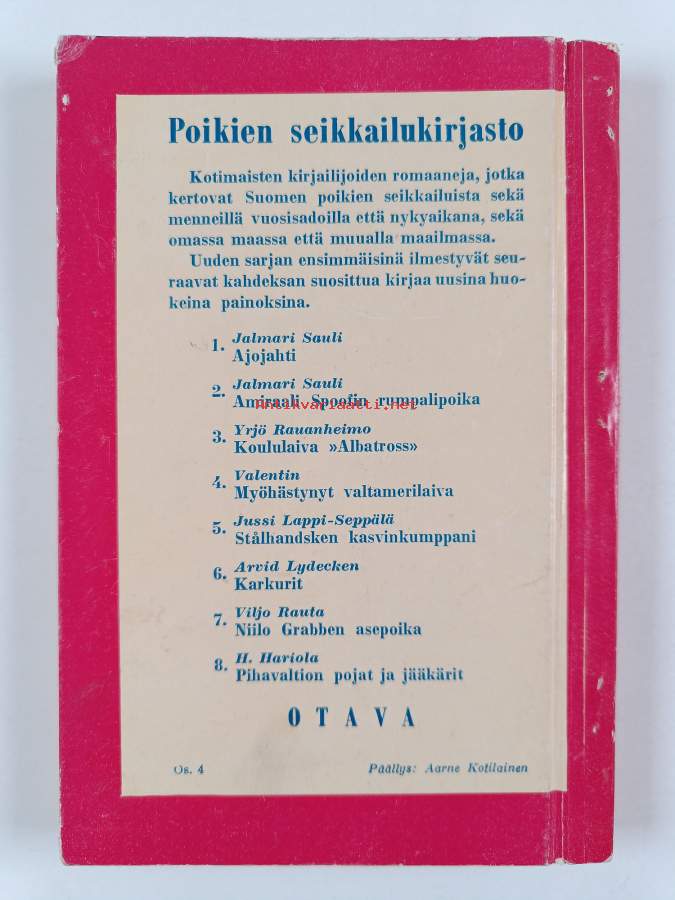 Poikien seikkailukirjasto
Kotimaisten kirjailijoiden romaaneja, jotka
kertovat Suomen poikien seikkailuista sekä
menneillä vuosisadoilla että nykyaikana, sekä
omassa maassa että muualla maailmassa.
Uuden sarjan ensimmäisinä ilmestyvät seu-
raavat kahdeksan suosittua kirjaa uusina huo-
keina painoksina.
1. Jalmari Sauli
Ajojahti
2. Jalmari Sauli
Amiraali Spoofin rumpalipoika
Antikvariaatti.net
3. Yrjö Rauanheimo
Koululaiva »Albatross»
4. Valentin
Myöhästynyt valtamerilaiva
5. Jussi Lappi-Seppälä
Stålhandsken kasvinkumppani
6. Arvid Lydecken
Karkurit
7. Viljo Rauta
Niilo Grabben asepoika
8. H. Hariola
Pihavaltion pojat ja jääkärit
OTAVA
Os. 4 Päällys: Aarne Kotilainen